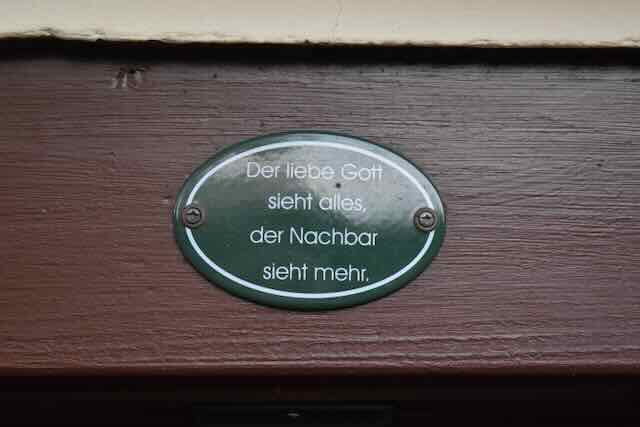 Der liebe Gott
sieht alles,
der Nachbar
sieht mehr.